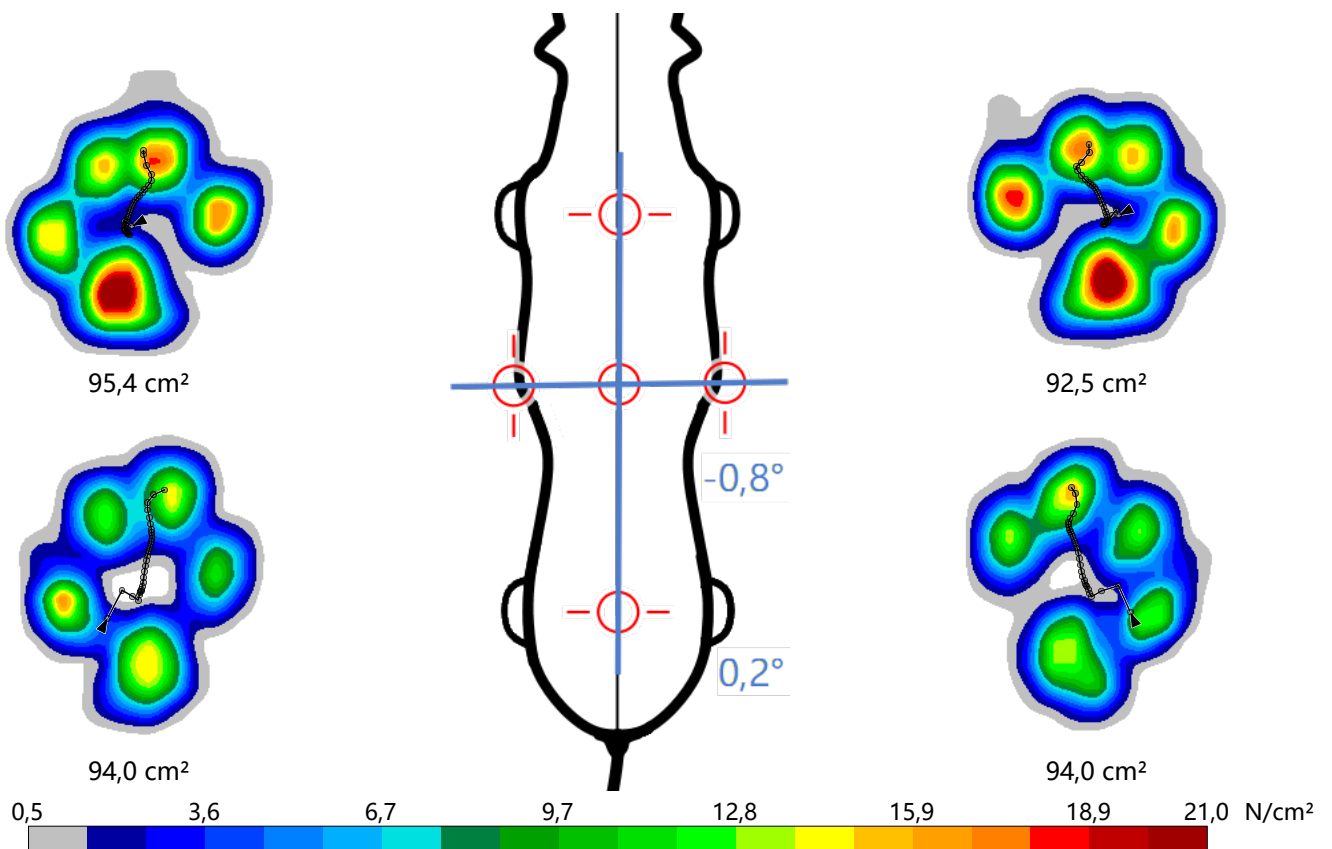 95,4 cm²
92,5 cm²
-0,8°
0,2°
94,0 cm²
94,0 cm²
0,5 3,6 6,7 9,7 12,8 15,9 18,9 21,0 N/cm²